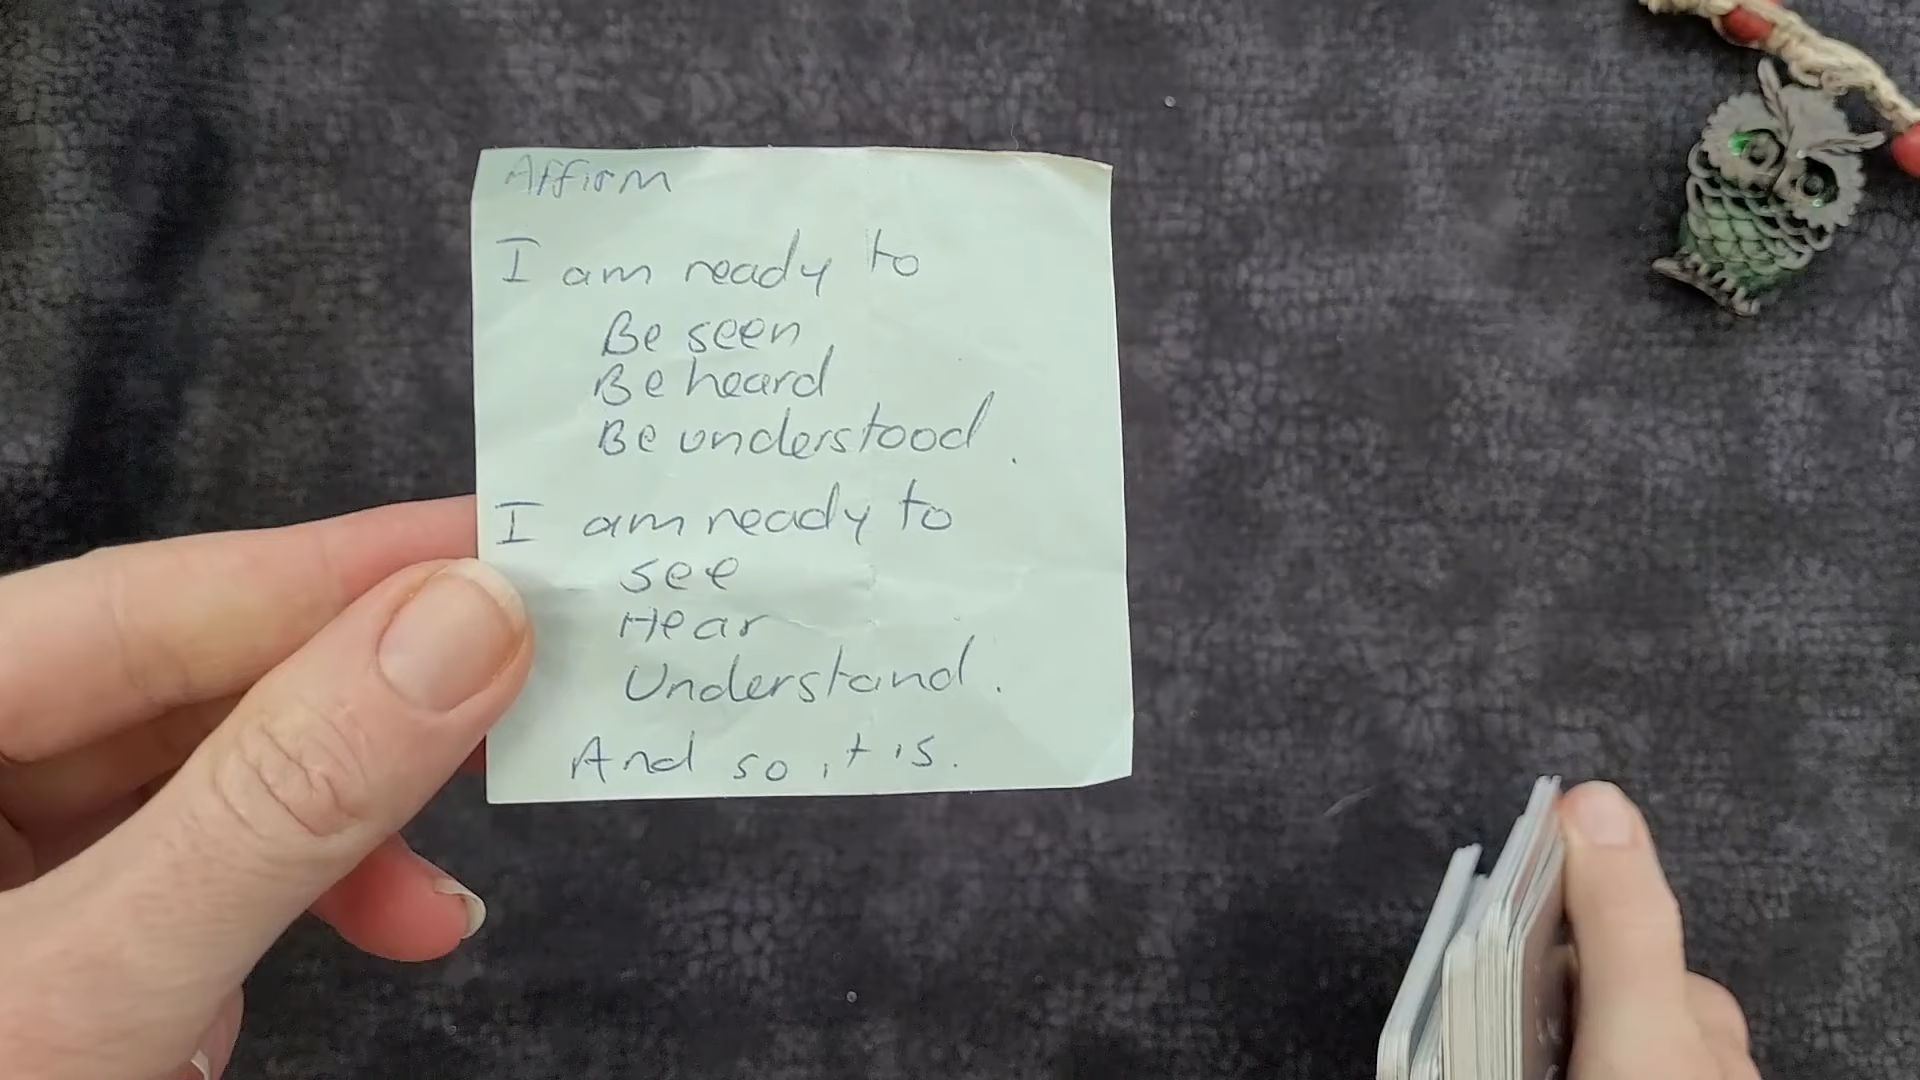 Affirm
I am ready to
Be seen
Be heard
Be understood.
I am ready to
See
Hear
Understand.
And so it is.